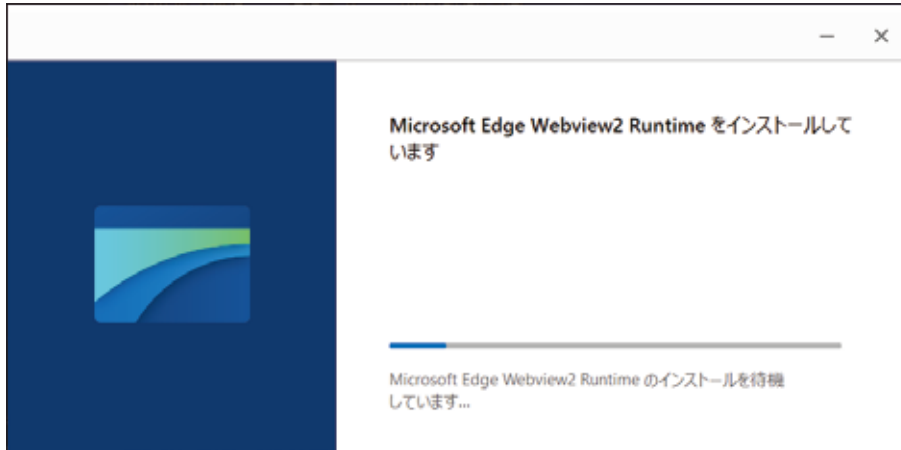 Microsoft Edge Webview2 Runtime をインストールして
います
Microsoft Edge Webview2 Runtime のインストールを待機
しています...